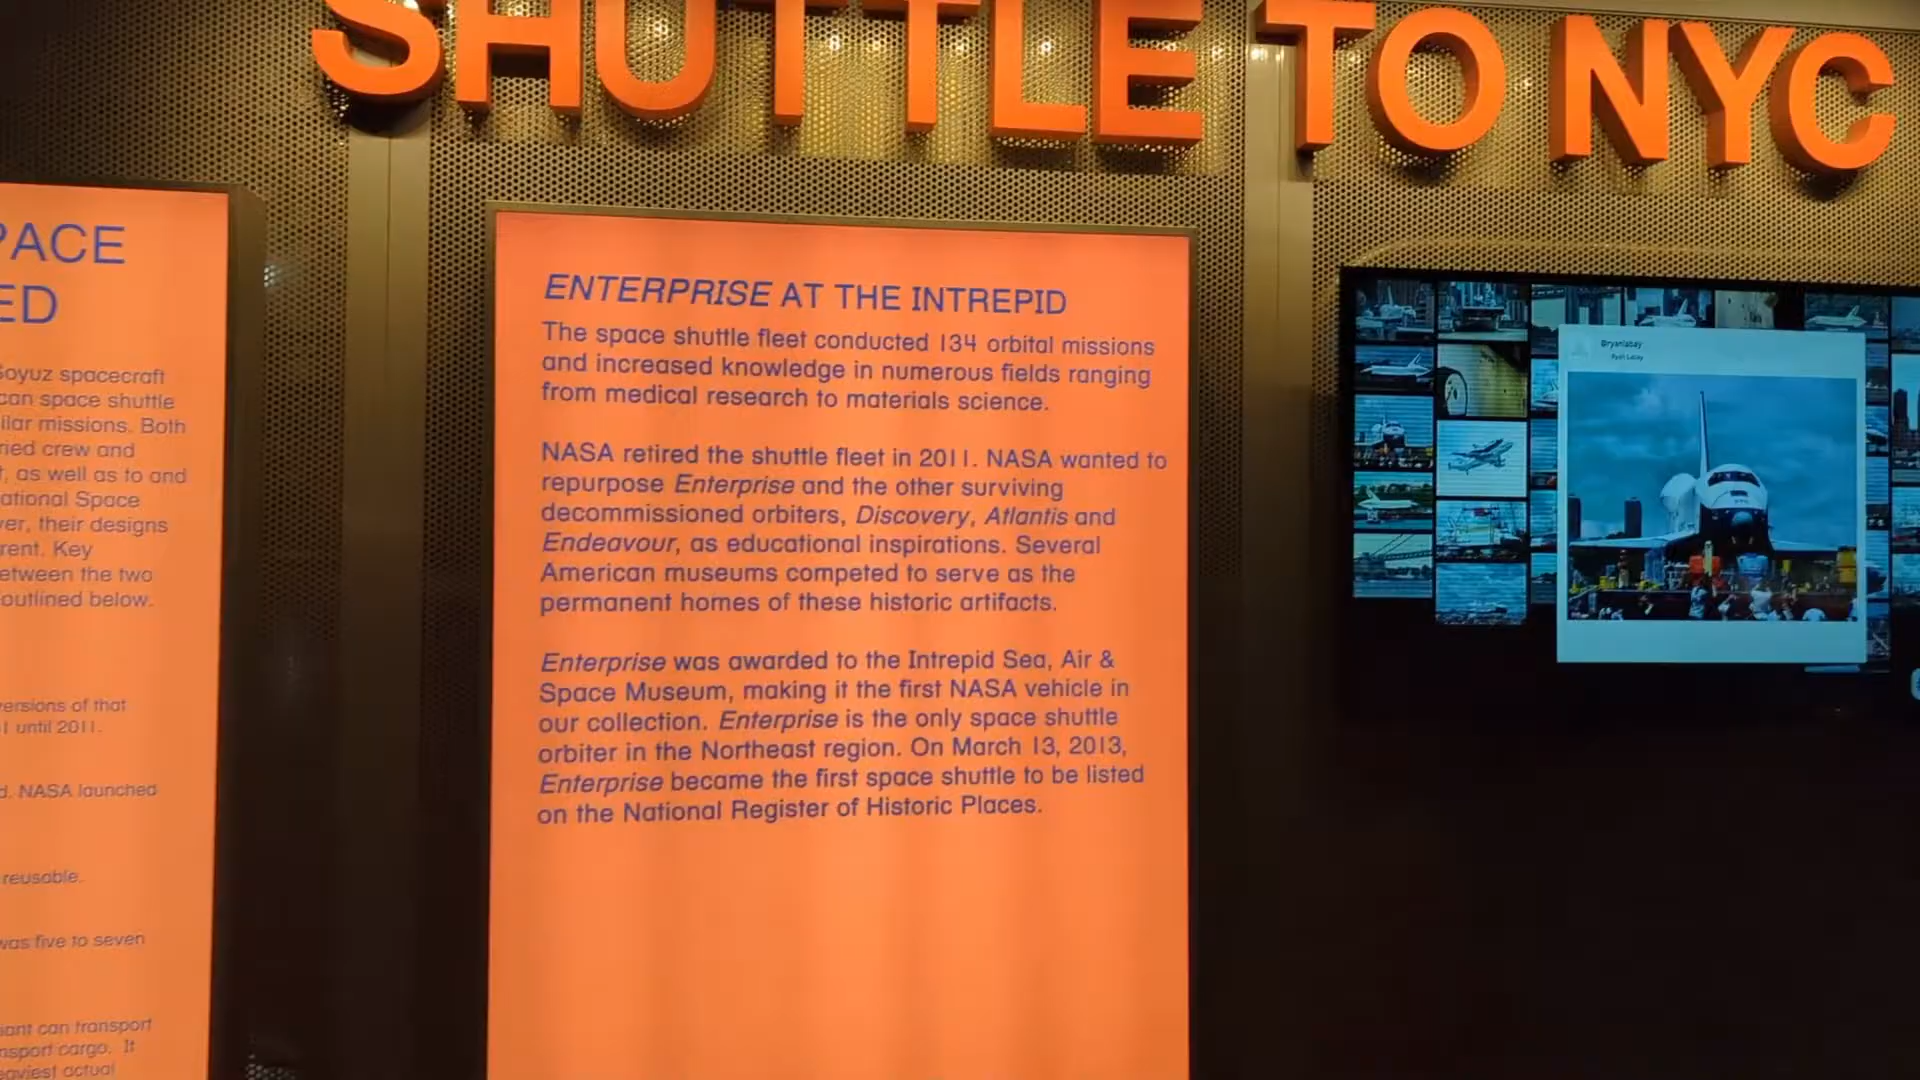 SHUTTLE TO NYC
PACE
ED
Soyuz spacecraft
can space shuttle
ilar missions. Both
ried crew and
t, as well as to and
ational Space
ver, their designs
rent. Key
etween the two
outlined below.
ersions of that
1 until 2011.
d. NASA launched
reusable.
was five to seven
iant can transport
nsport cargo. It
eaviest actual
ENTERPRISE AT THE INTREPID
The space shuttle fleet conducted 134 orbital missions
and increased knowledge in numerous fields ranging
from medical research to materials science.
NASA retired the shuttle fleet in 2011. NASA wanted to
repurpose Enterprise and the other surviving
decommissioned orbiters, Discovery, Atlantis and
Endeavour, as educational inspirations. Several
American museums competed to serve as the
permanent homes of these historic artifacts.
Enterprise was awarded to the Intrepid Sea, Air &
Space Museum, making it the first NASA vehicle in
our collection. Enterprise is the only space shuttle
orbiter in the Northeast region. On March 13, 2013,
Enterprise became the first space shuttle to be listed
on the National Register of Historic Places.
@ryanlabay
Ryan Labay